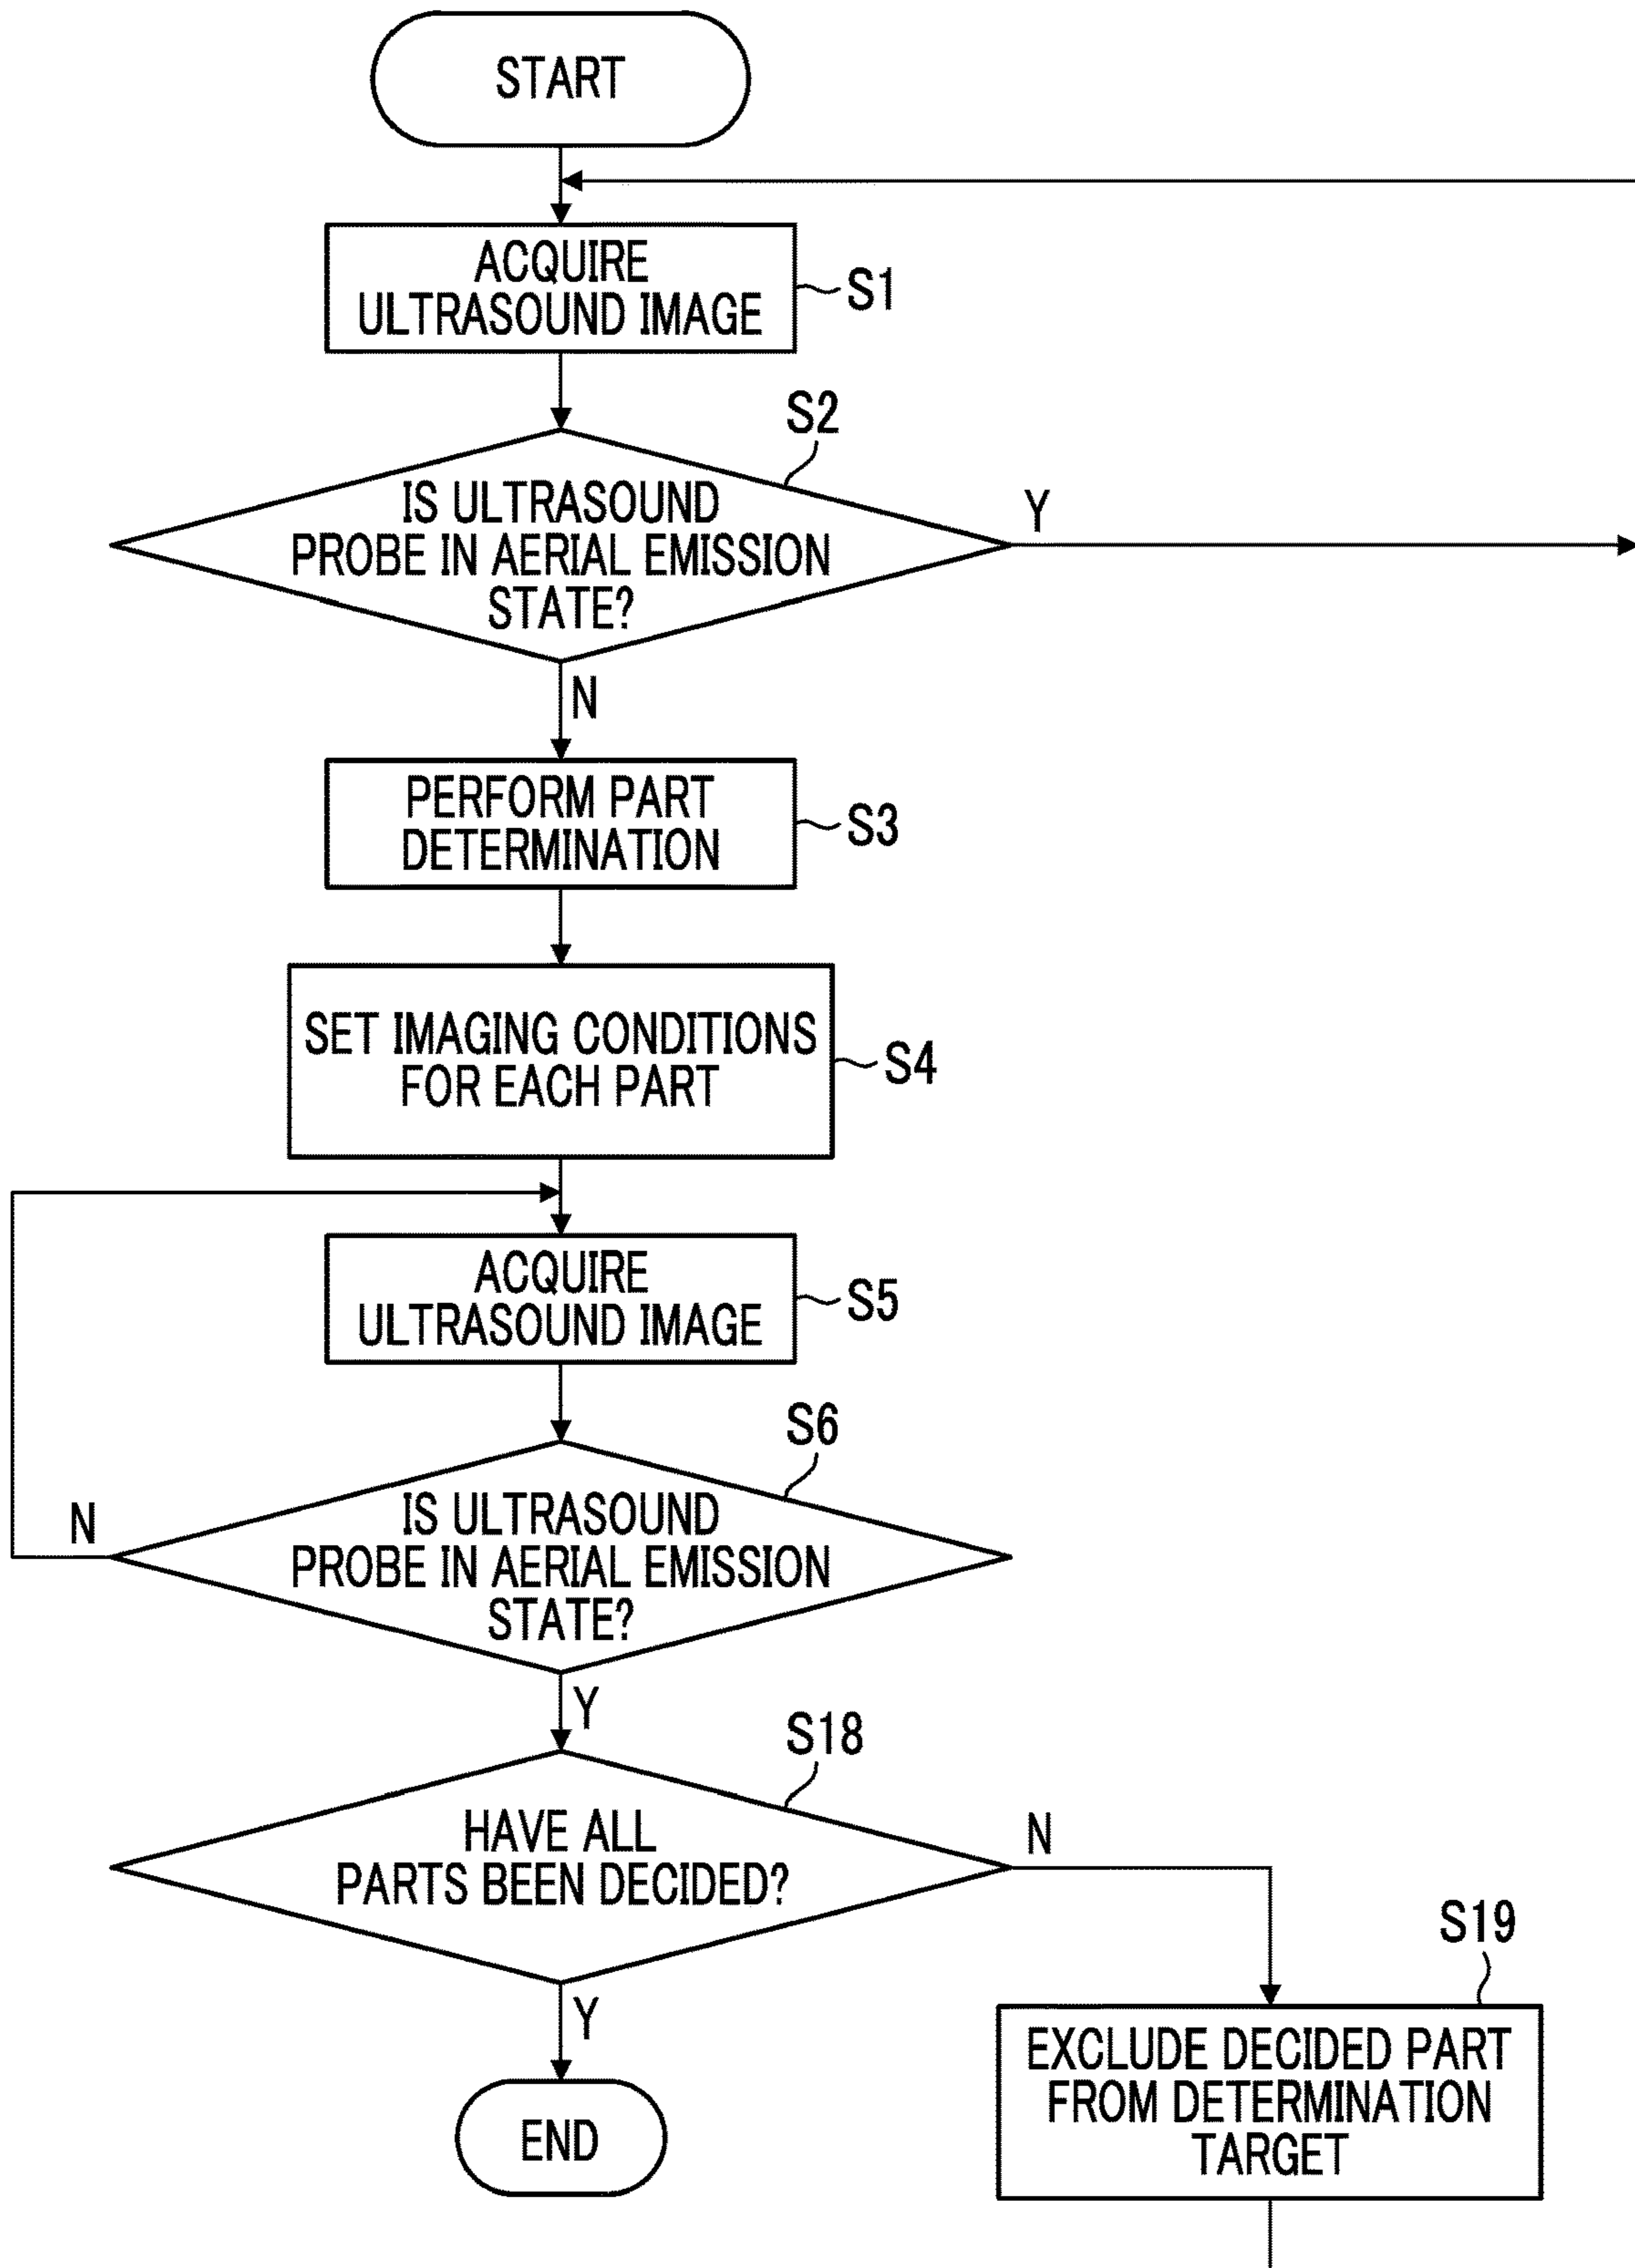 START
ACQUIRE
ULTRASOUND IMAGE
S1
S2
IS ULTRASOUND
PROBE IN AERIAL EMISSION
STATE?
Y
N
PERFORM PART
DETERMINATION
S3
SET IMAGING CONDITIONS
FOR EACH PART
S4
ACQUIRE
ULTRASOUND IMAGE
S5
S6
IS ULTRASOUND
PROBE IN AERIAL EMISSION
STATE?
N
Y
S18
HAVE ALL
PARTS BEEN DECIDED?
N
Y
S19
EXCLUDE DECIDED PART
FROM DETERMINATION
TARGET
END